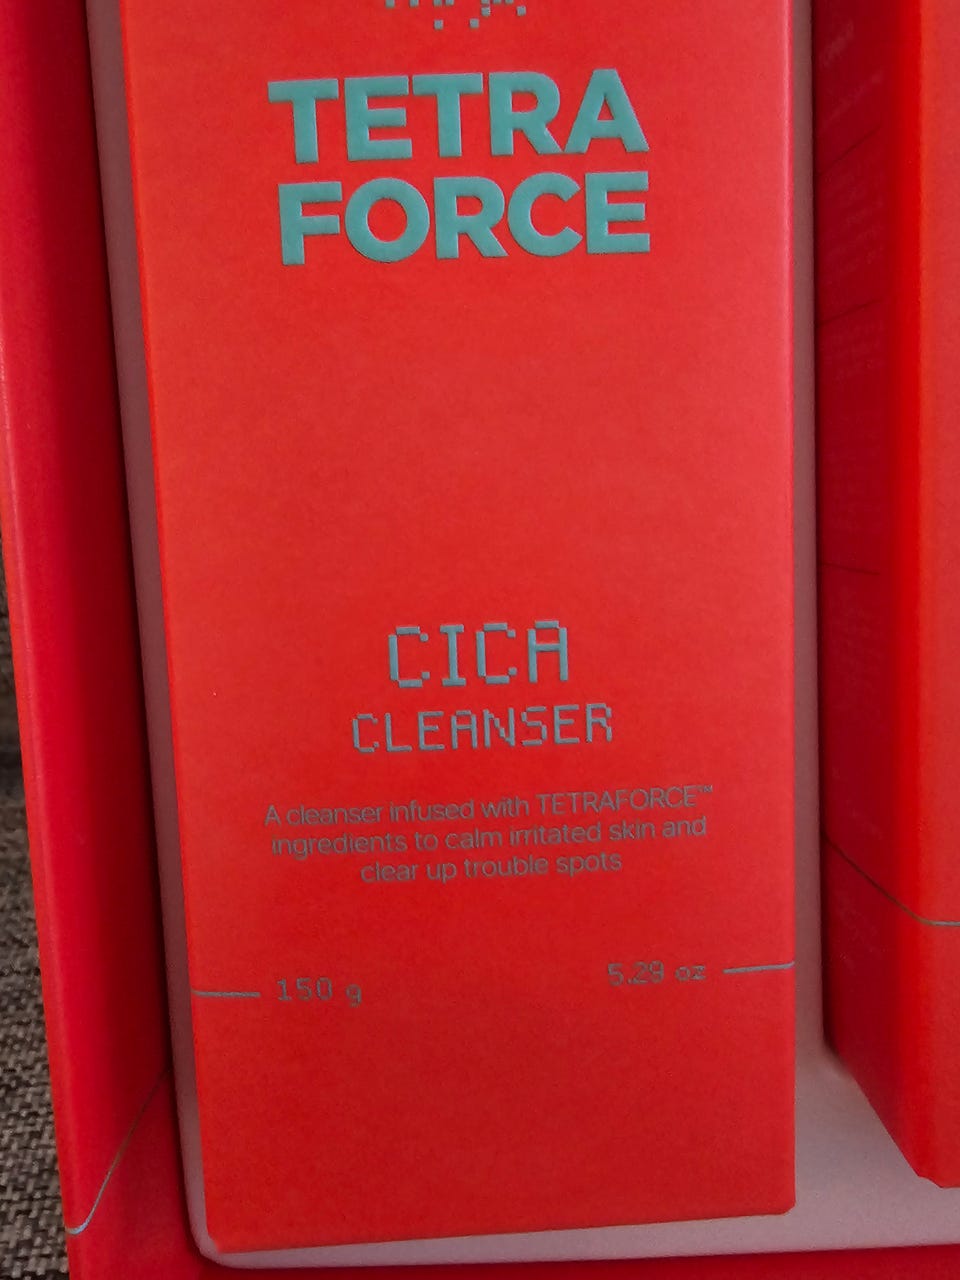 TETRA
FORCE
CICA
CLEANSER
A cleanser infused with TETRAFORCE™
ingredients to calm irritated skin and
clear up trouble spots
150 g
5.29 oz